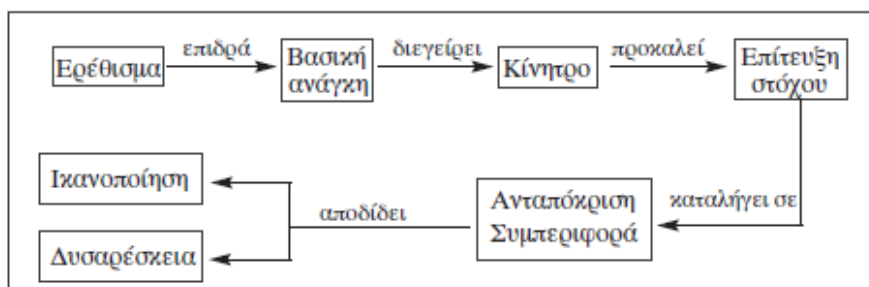 Ερέθισμα
επιδρά
Βασική
ανάγκη
διεγείρει
Κίνητρο
προκαλεί
Επίτευξη
στόχου
καταλήγει σε
Ανταπόκριση
Συμπεριφορά
αποδίδει
Ικανοποίηση
Δυσαρέσκεια